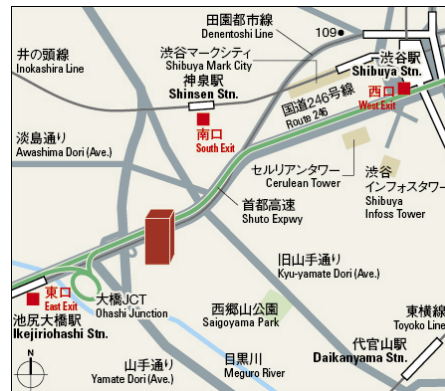 田園都市線
Denentoshi Line
109
井の頭線
Inokashira Line
渋谷マークシティ
Shibuya Mark City
渋谷駅
Shibuya Stn.
神泉駅
Shinsen Stn.
西口
West Exit
国道246号線
Route 246
南口
South Exit
淡島通り
Awashima Dori (Ave.)
セルリアンタワー
Cerulean Tower
渋谷
インフォスタワー
Shibuya
Infoss Tower
首都高速
Shuto Expwy
旧山手通り
Kyu-yamate Dori (Ave.)
東口
East Exit
大橋JCT
Ohashi Junction
池尻大橋駅
Ikejiriohashi Stn.
西郷山公園
Saigoyama Park
東横線
Toyoko Line
代官山駅
Daikanyama Stn.
目黒川
Meguro River
山手通り
Yamate Dori (Ave.)
N